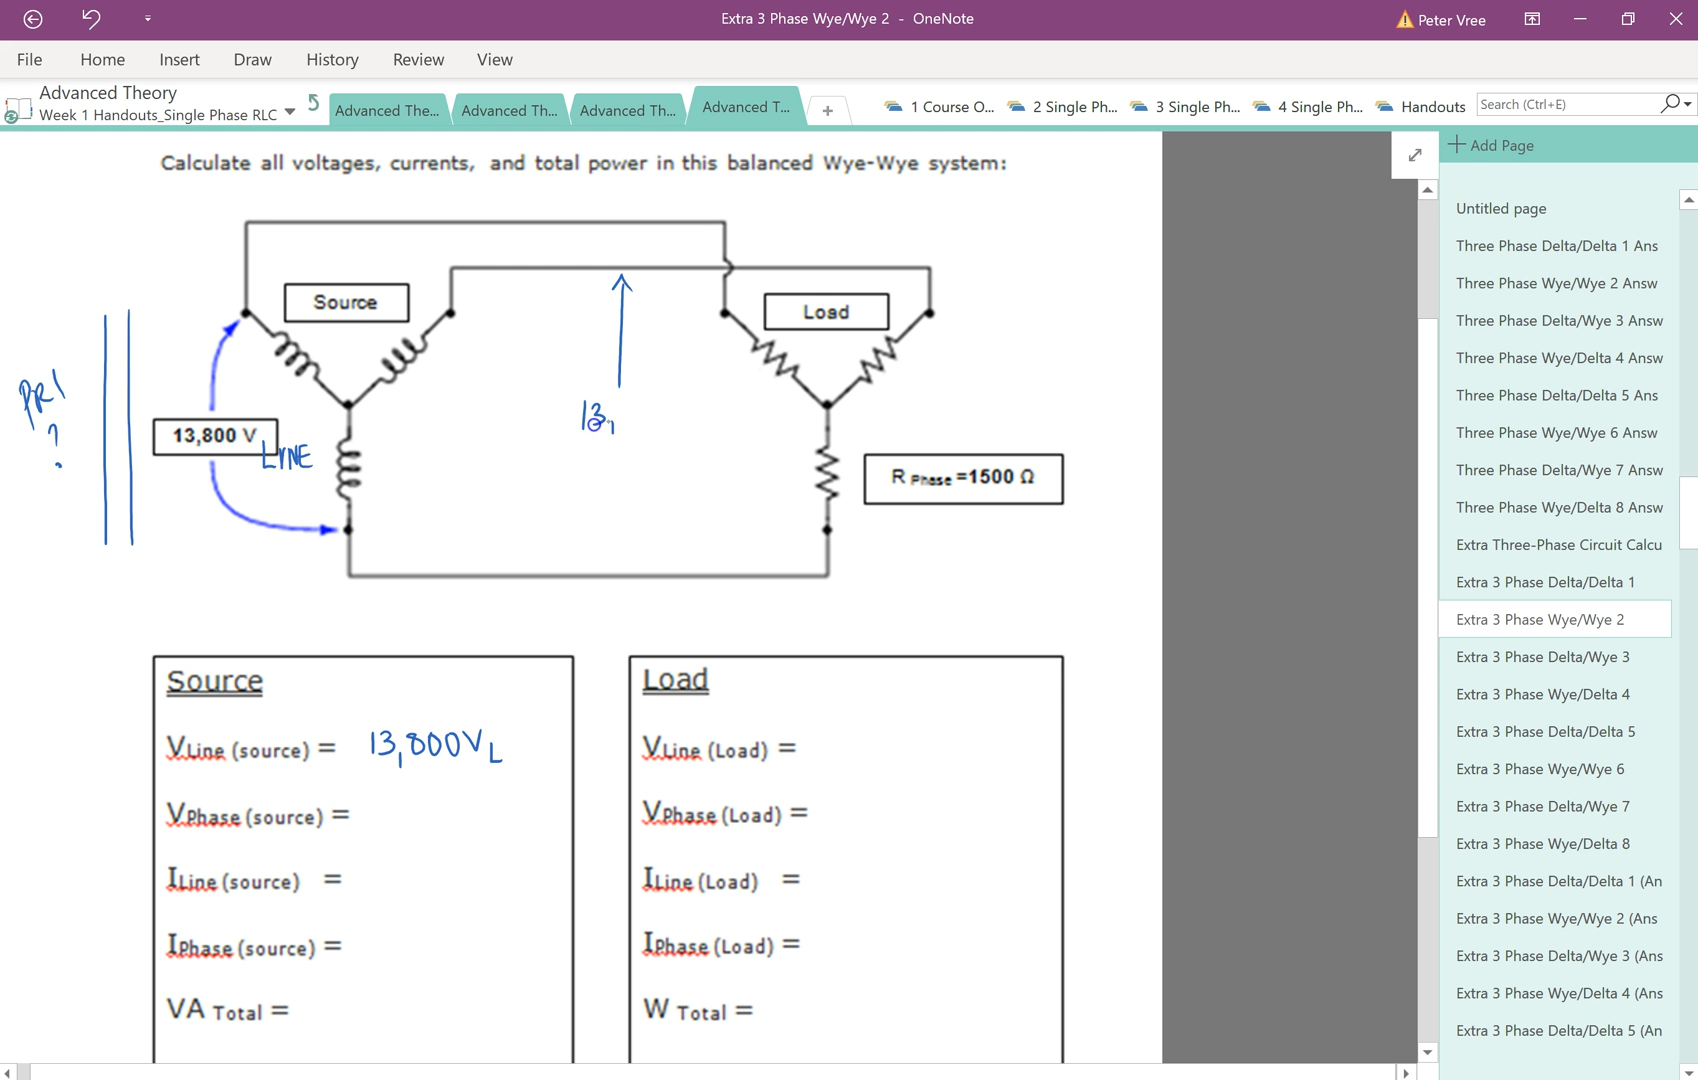 Extra 3 Phase Wye/Wye 2 - OneNote
Peter Vree
File Home Insert Draw History Review View
Advanced Theory
Week 1 Handouts_Single Phase RLC
Advanced The...
Advanced Th...
Advanced Th...
Advanced T...
1 Course O...
2 Single Ph...
3 Single Ph...
4 Single Ph...
Handouts
Search (Ctrl+E)
Calculate all voltages, currents, and total power in this balanced Wye-Wye system:
Source
Load
PRI
?
13,800 V
LINE
13,
R Phase =1500 Ω
Source
VLine (source) = 13,800VL
VPhase (source) =
ILine (source) =
IPhase (source) =
VA Total =
Load
VLine (Load) =
VPhase (Load) =
ILine (Load) =
IPhase (Load) =
W Total =
Add Page
Untitled page
Three Phase Delta/Delta 1 Ans
Three Phase Wye/Wye 2 Answ
Three Phase Delta/Wye 3 Answ
Three Phase Wye/Delta 4 Answ
Three Phase Delta/Delta 5 Ans
Three Phase Wye/Wye 6 Answ
Three Phase Delta/Wye 7 Answ
Three Phase Wye/Delta 8 Answ
Extra Three-Phase Circuit Calcu
Extra 3 Phase Delta/Delta 1
Extra 3 Phase Wye/Wye 2
Extra 3 Phase Delta/Wye 3
Extra 3 Phase Wye/Delta 4
Extra 3 Phase Delta/Delta 5
Extra 3 Phase Wye/Wye 6
Extra 3 Phase Delta/Wye 7
Extra 3 Phase Wye/Delta 8
Extra 3 Phase Delta/Delta 1 (An
Extra 3 Phase Wye/Wye 2 (Ans
Extra 3 Phase Delta/Wye 3 (Ans
Extra 3 Phase Wye/Delta 4 (Ans
Extra 3 Phase Delta/Delta 5 (An